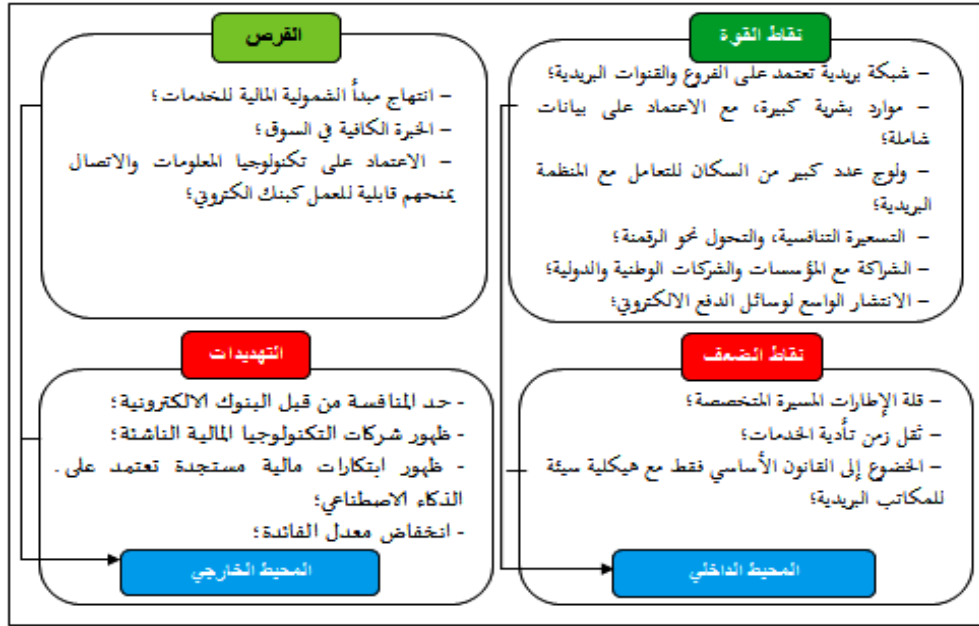 نقاط القوة
– شبكة بريدية تعتمد على الفروع والقنوات البريدية؛
– موارد بشرية كبيرة، مع الاعتماد على بيانات
شاملة؛
– ولوج عدد كبير من السكان للتعامل مع المنظمة
البريدية؛
– التسعيرة التنافسية، والتحول نحو الرقمنة؛
– الشراكة مع المؤسسات والشركات الوطنية والدولية؛
– الانتشار الواسع لوسائل الدفع الالكتروني؛
الفرص
– انتهاج مبدأ الشمولية المالية للخدمات؛
– الخبرة الكافية في السوق؛
– الاعتماد على تكنولوجيا المعلومات والاتصال
يمنحهم قابلية للعمل كبنك الكتروني؛
نقاط الضعف
– قلة الإطارات المسيرة المتخصصة؛
– ثقل زمن تأدية الخدمات؛
– الخضوع إلى القانون الأساسي فقط مع هيكلية سيئة
للمكاتب البريدية؛
المحيط الداخلي
التهديدات
- حد المنافسة من قبل البنوك الالكترونية؛
- ظهور شركات التكنولوجيا المالية الناشئة؛
- ظهور ابتكارات مالية مستجدة تعتمد على.
الذكاء الاصطناعي؛
- انخفاض معدل الفائدة؛
المحيط الخارجي